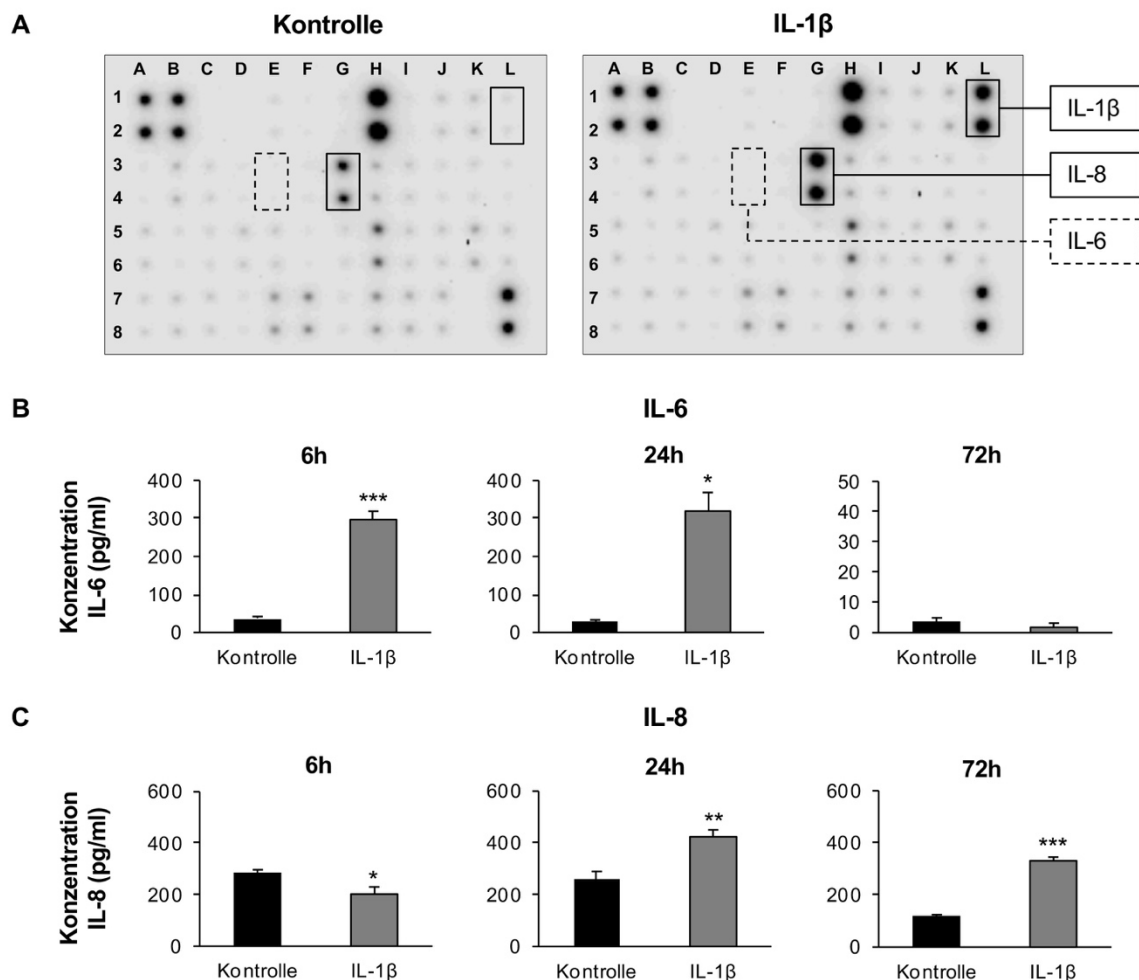 A
Kontrolle
IL-1β
A B C D E F G H I J K L
1
2
3
4
5
6
7
8
A B C D E F G H I J K L
1
2
3
4
5
6
7
8
IL-1β
IL-8
IL-6
B
IL-6
Konzentration
IL-6 (pg/ml)
6h
400
300
200
100
0
***
Kontrolle IL-1β
24h
400
300
200
100
0
*
Kontrolle IL-1β
72h
50
40
30
20
10
0
Kontrolle IL-1β
C
IL-8
Konzentration
IL-8 (pg/ml)
6h
600
400
200
0
*
Kontrolle IL-1β
24h
600
400
200
0
**
Kontrolle IL-1β
72h
600
400
200
0
***
Kontrolle IL-1β